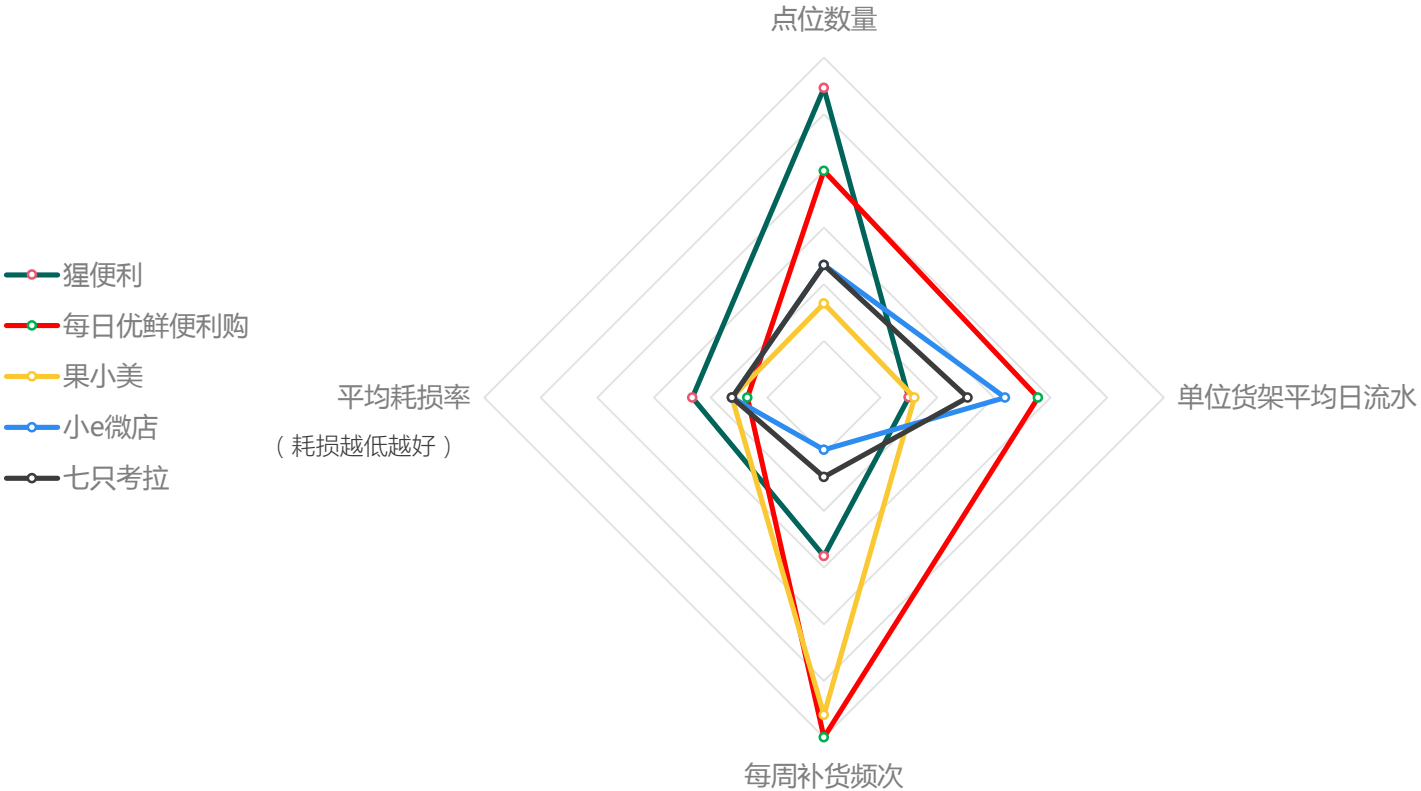 点位数量
猩便利
每日优鲜便利购
果小美
小e微店
七只考拉
平均耗损率
（耗损越低越好）
单位货架平均日流水
每周补货频次